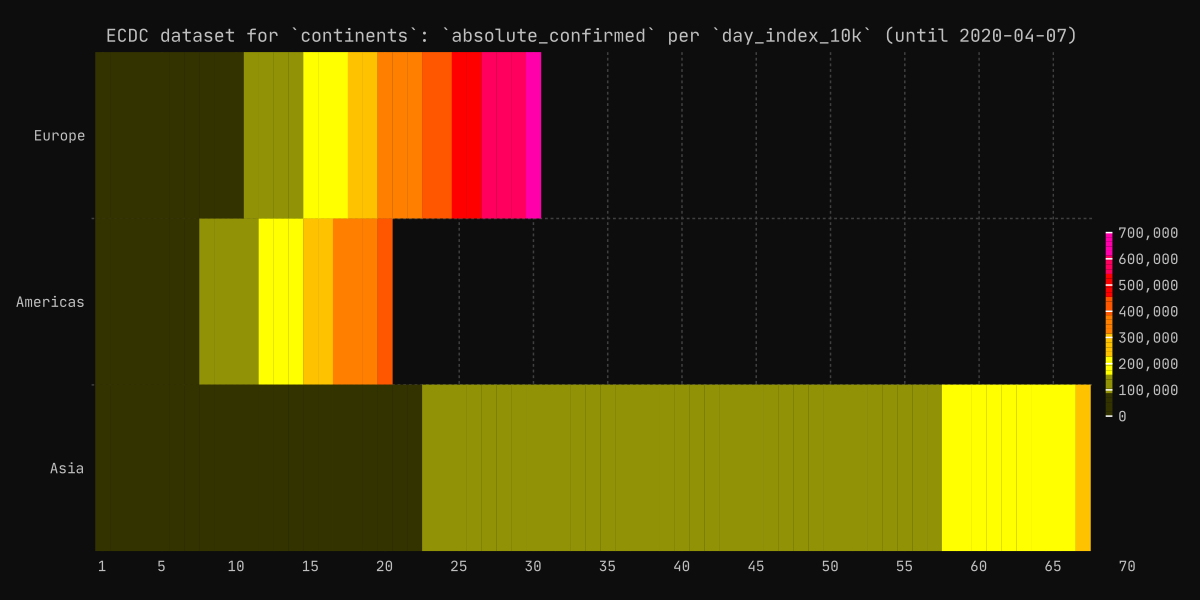 ECDC dataset for `continents`: `absolute_confirmed` per `day_index_10k` (until 2020-04-07)
Europe
Americas
Asia
700,000
600,000
500,000
400,000
300,000
200,000
100,000
0
1 5 10 15 20 25 30 35 40 45 50 55 60 65 70